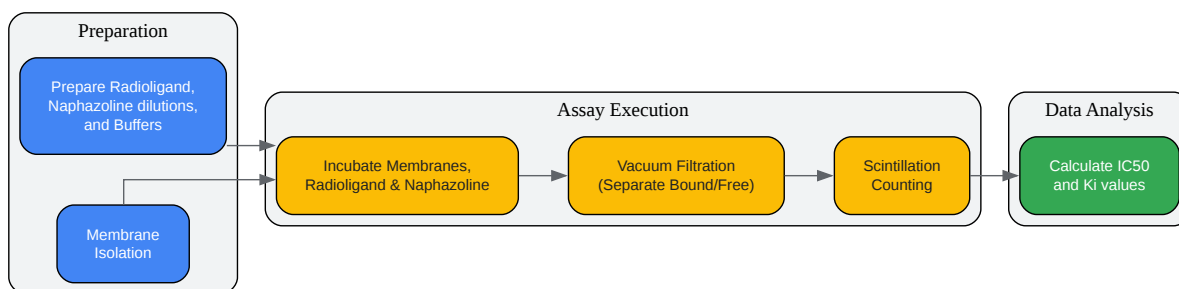 Preparation
Prepare Radioligand,
Naphazoline dilutions,
and Buffers
Membrane
Isolation
Assay Execution
Incubate Membranes,
Radioligand & Naphazoline
Vacuum Filtration
(Separate Bound/Free)
Scintillation
Counting
Data Analysis
Calculate IC50
and Ki values